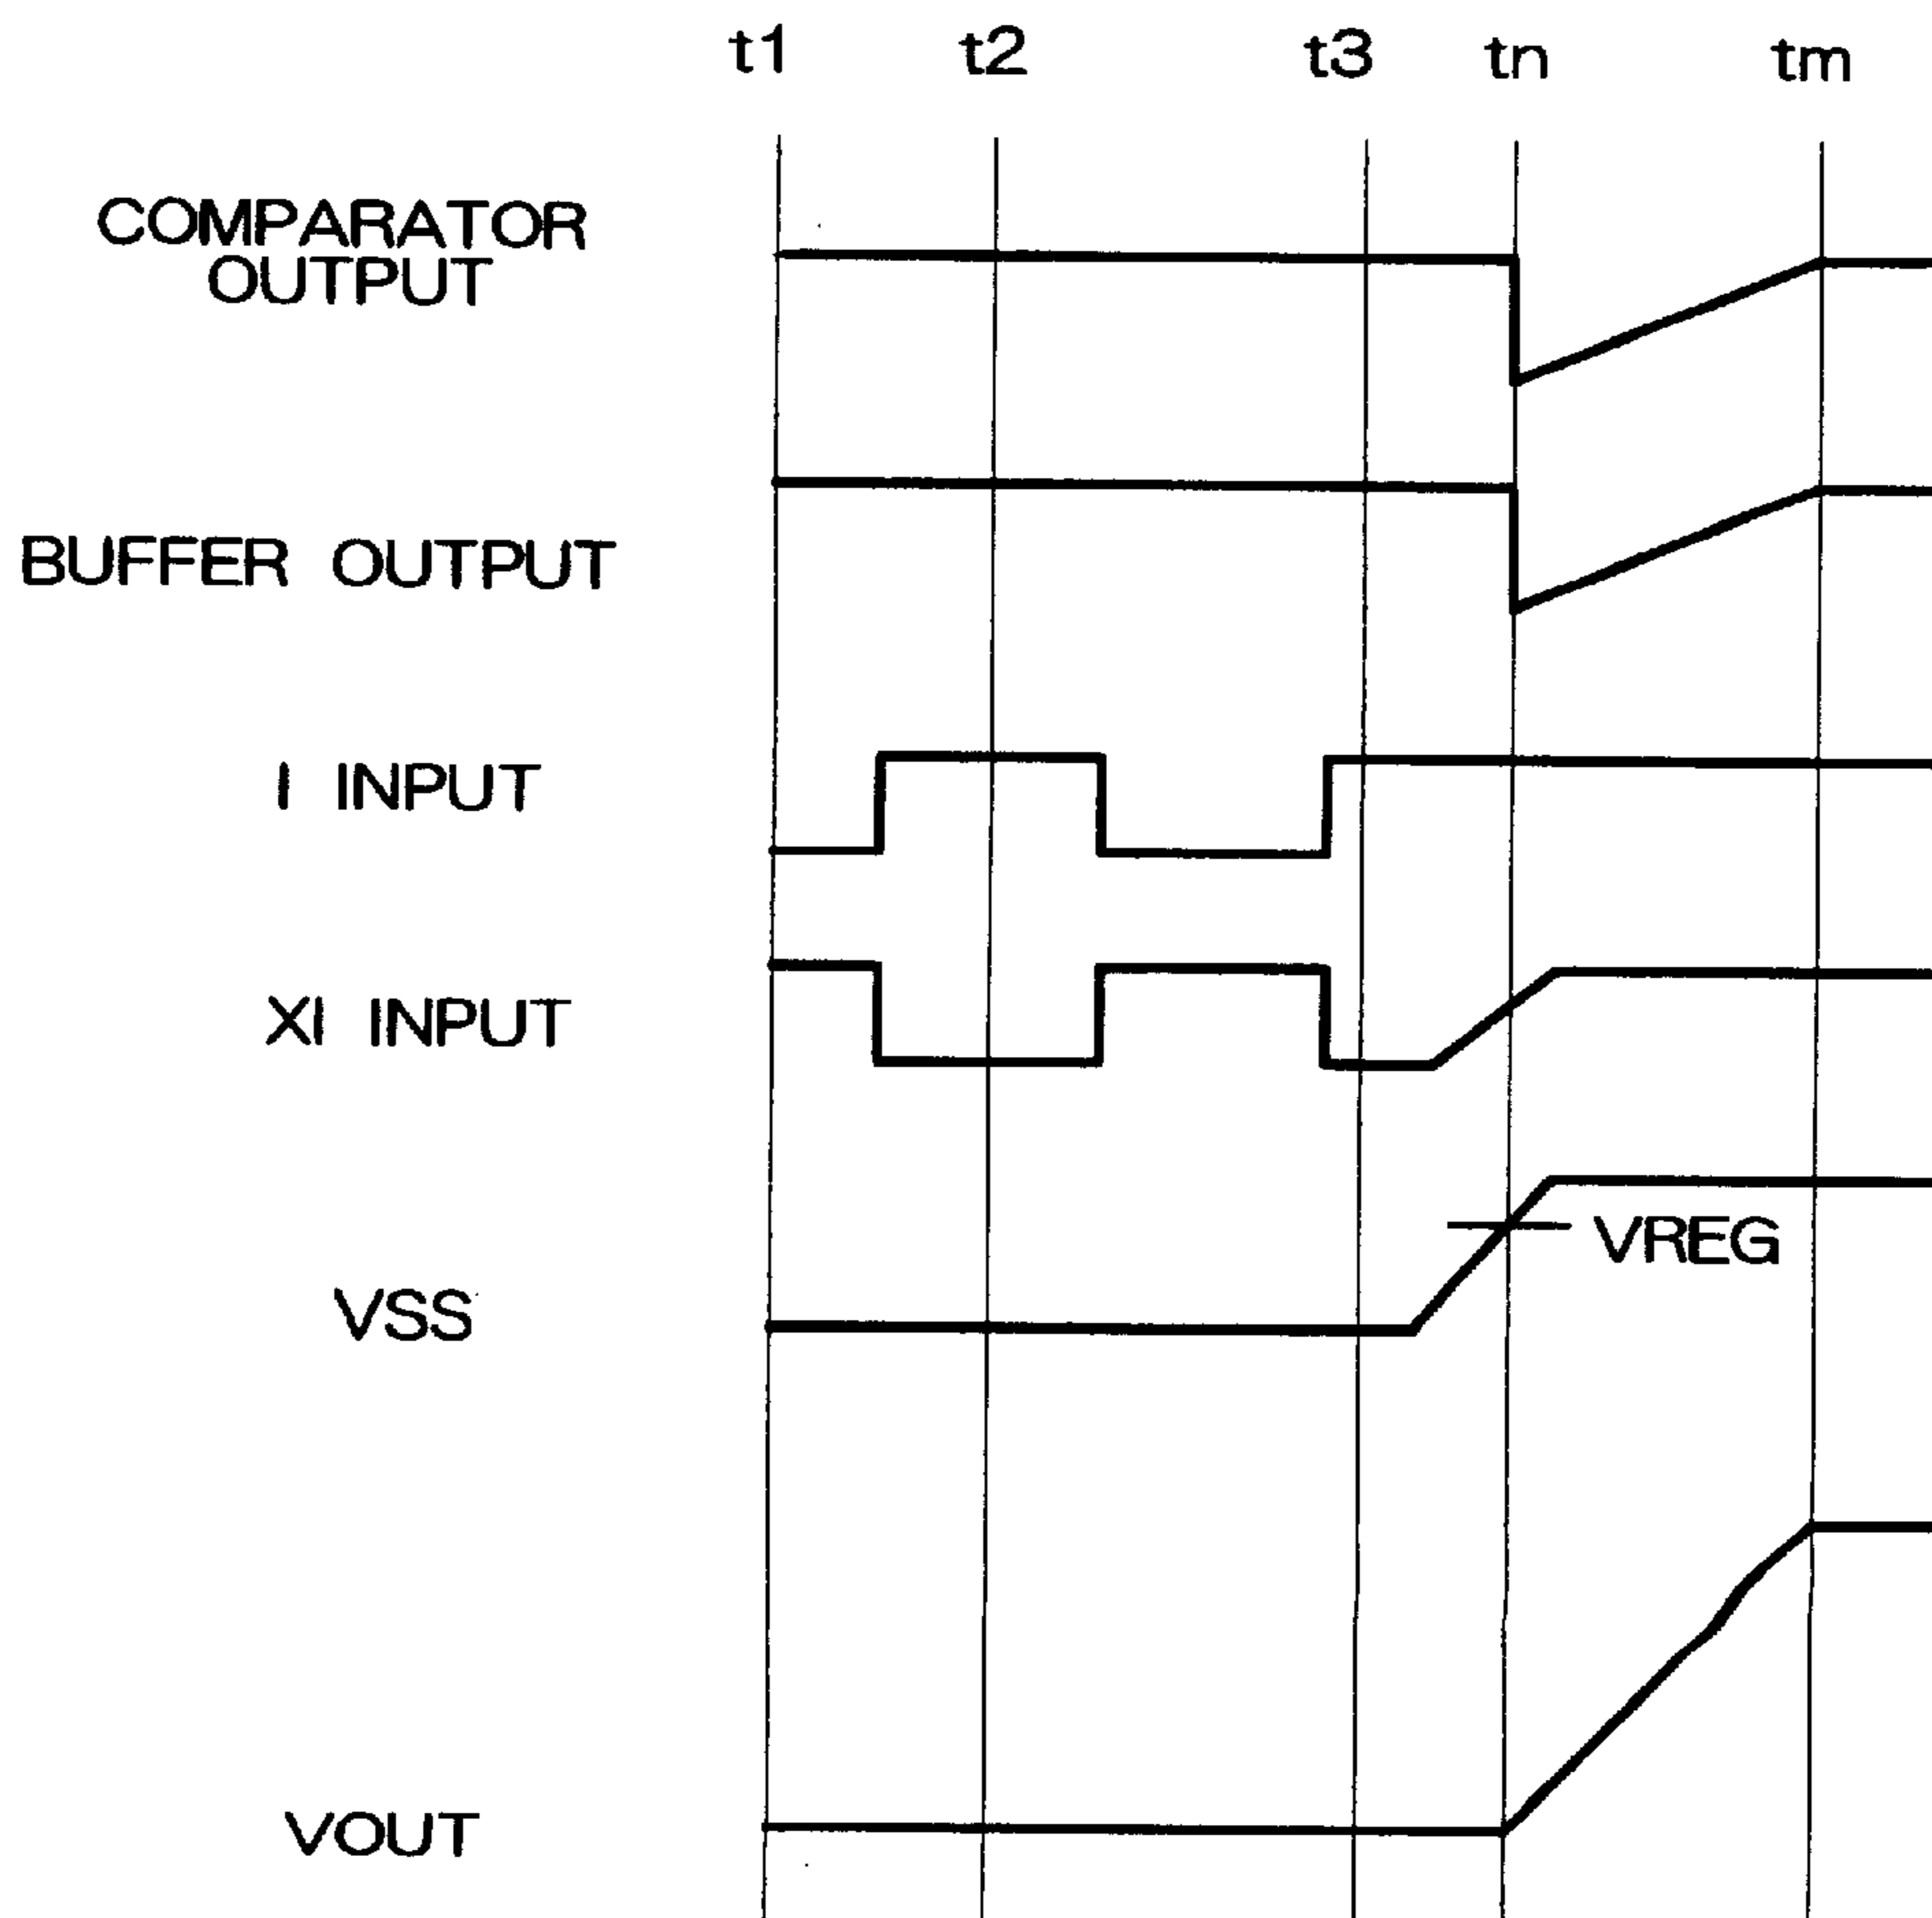 t1 t2 t3 tn tm
COMPARATOR
OUTPUT
BUFFER OUTPUT
I INPUT
XI INPUT
VREG
VSS
VOUT